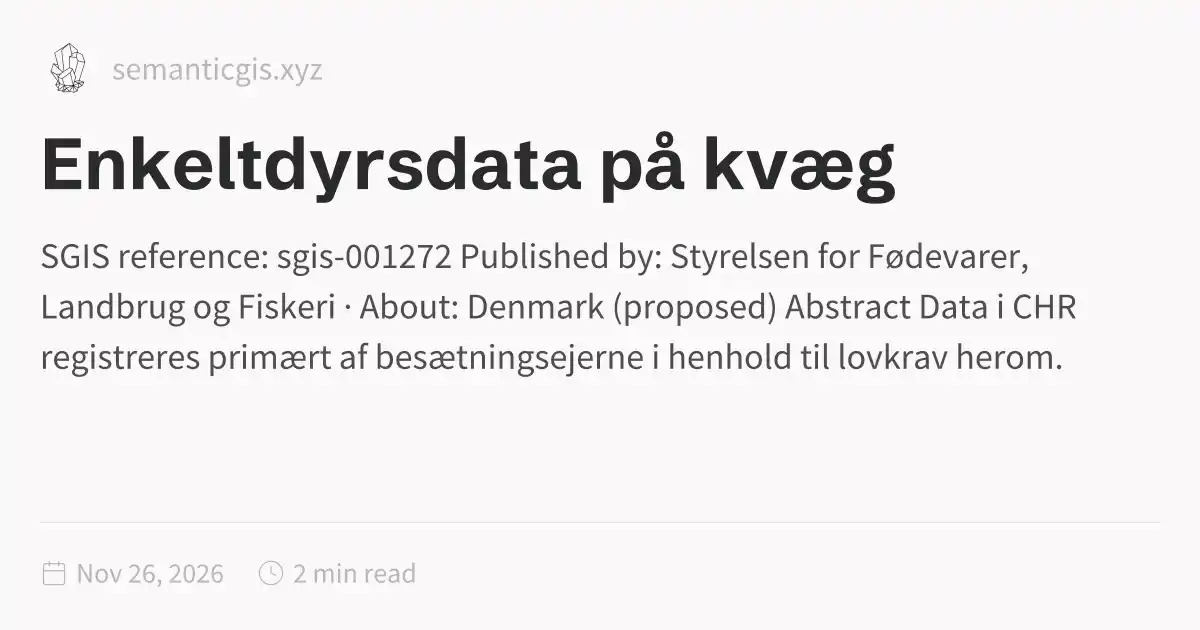 semanticgis.xyz
Enkeltdyrsdata på kvæg
SGIS reference: sgis-001272 Published by: Styrelsen for Fødevarer,
Landbrug og Fiskeri · About: Denmark (proposed) Abstract Data i CHR
registreres primært af besætningsejerne i henhold til lovkrav herom.
Nov 26, 2026 2 min read